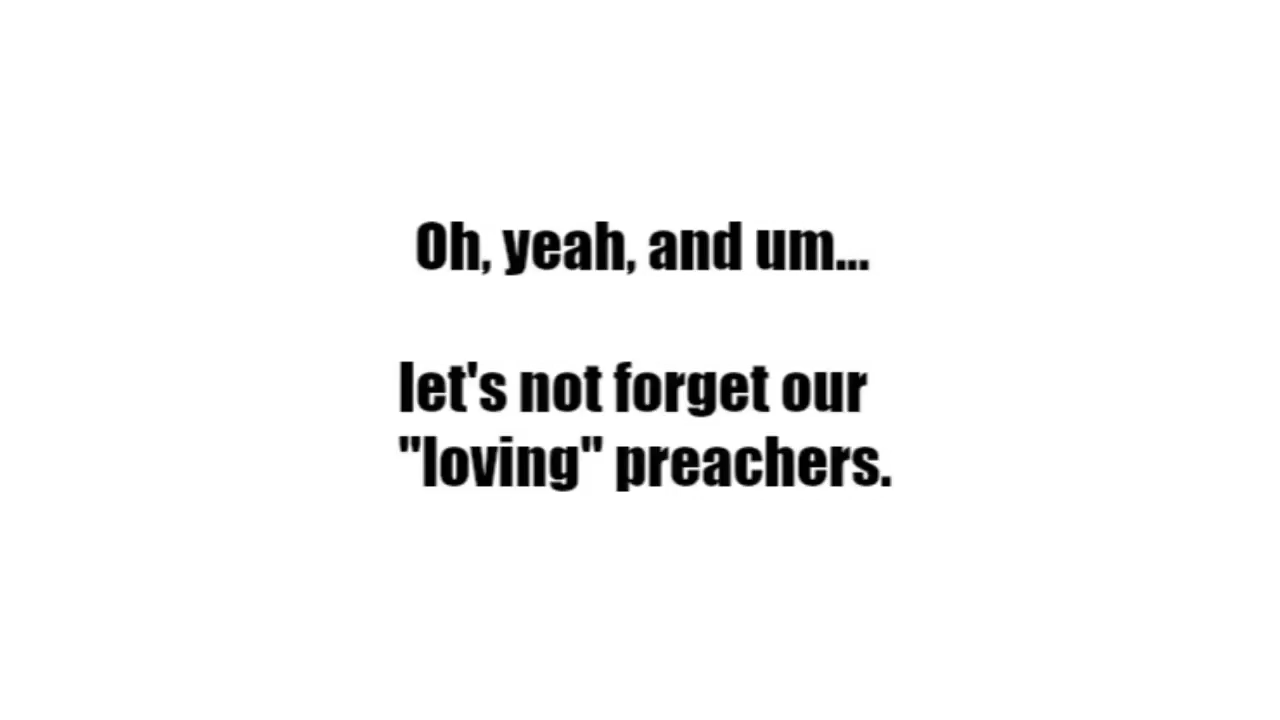 Oh, yeah, and um...
let's not forget our
"loving" preachers.